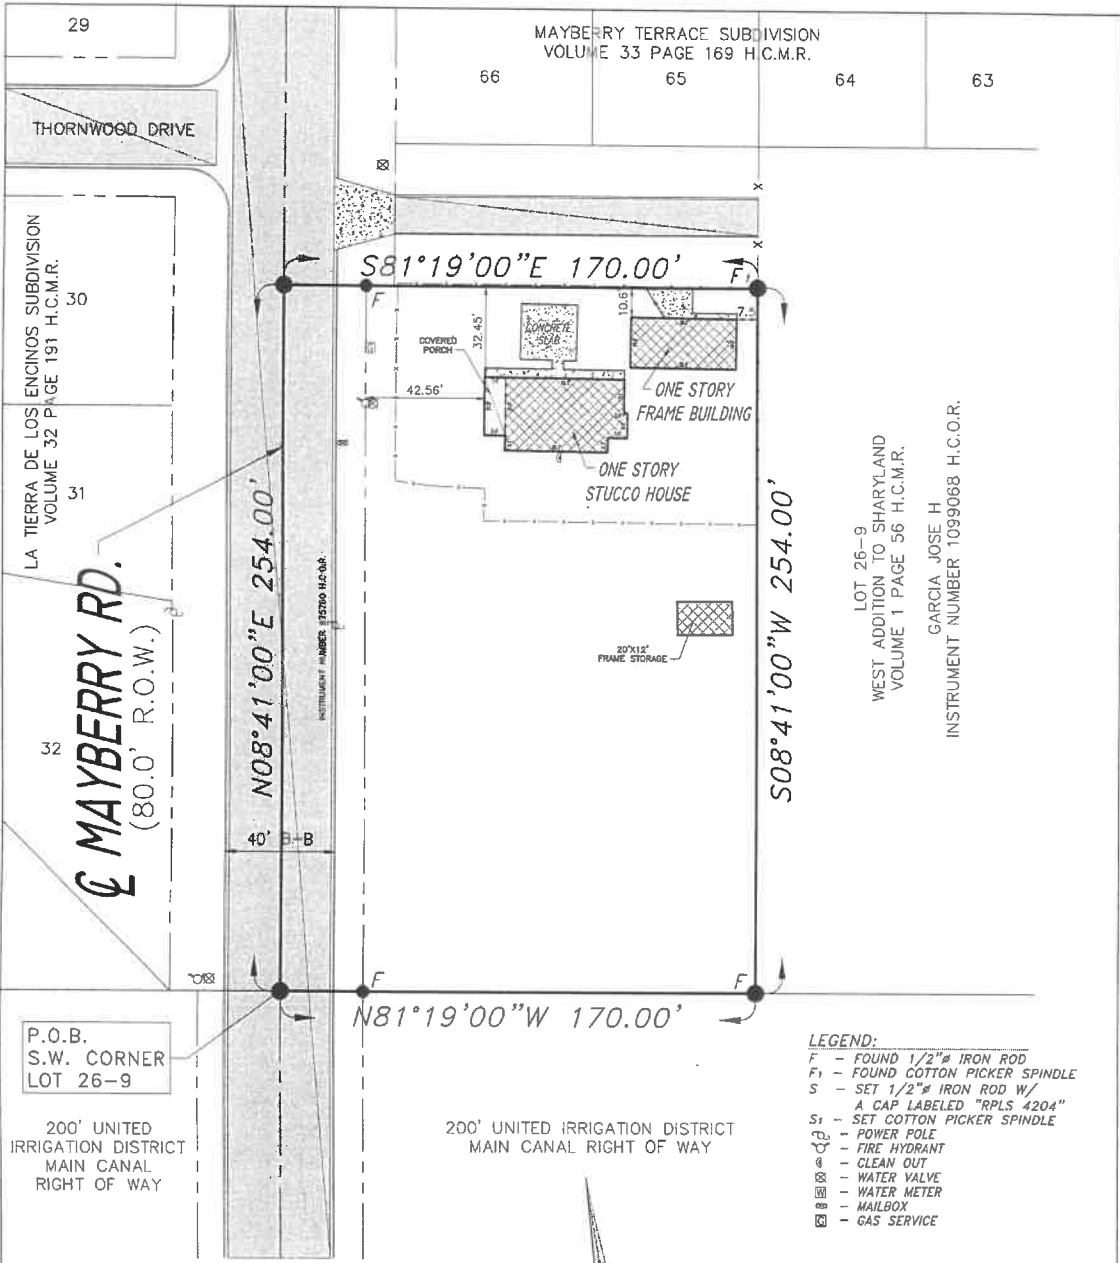 29
MAYBERRY TERRACE SUBDIVISION
VOLUME 33 PAGE 169 H.C.M.R.
66
65
64
63
THORNWOOD DRIVE
LA TIERRA DE LOS ENCINOS SUBDIVISION
VOLUME 32 PAGE 191 H.C.M.R.
30
31
32
S81°19'00"E 170.00'
F
F₁
10.6'
32.45'
CONCRETE
SLAB
COVERED
PORCH
42.56'
ONE STORY
FRAME BUILDING
ONE STORY
STUCCO HOUSE
℄ MAYBERRY RD.
(80.0' R.O.W.)
N08°41'00"E 254.00'
INSTRUMENT NUMBER
H.C.O.R.
20'X12'
FRAME STORAGE
S08°41'00"W 254.00'
LOT 26-9
WEST ADDITION TO SHARYLAND
VOLUME 1 PAGE 56 H.C.M.R.
GARCIA JOSE H
INSTRUMENT NUMBER 1099068 H.C.O.R.
40' B-B
F
F
N81°19'00"W 170.00'
P.O.B.
S.W. CORNER
LOT 26-9
200' UNITED
IRRIGATION DISTRICT
MAIN CANAL
RIGHT OF WAY
200' UNITED IRRIGATION DISTRICT
MAIN CANAL RIGHT OF WAY
LEGEND:
F - FOUND 1/2"ø IRON ROD
F₁ - FOUND COTTON PICKER SPINDLE
S - SET 1/2"ø IRON ROD W/
A CAP LABELED "RPLS 4204"
S₁ - SET COTTON PICKER SPINDLE
- POWER POLE
- FIRE HYDRANT
- CLEAN OUT
- WATER VALVE
W - WATER METER
- MAILBOX
G - GAS SERVICE